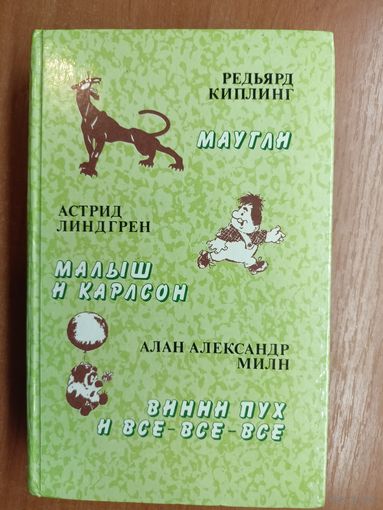 РЕДЬЯРД
КИПЛИНГ
МАУГЛИ
АСТРИД
ЛИНДГРЕН
МАЛЫШ
И КАРЛСОН
АЛАН АЛЕКСАНДР
МИЛН
ВИННИ ПУХ
И ВСЕ-ВСЕ-ВСЕ